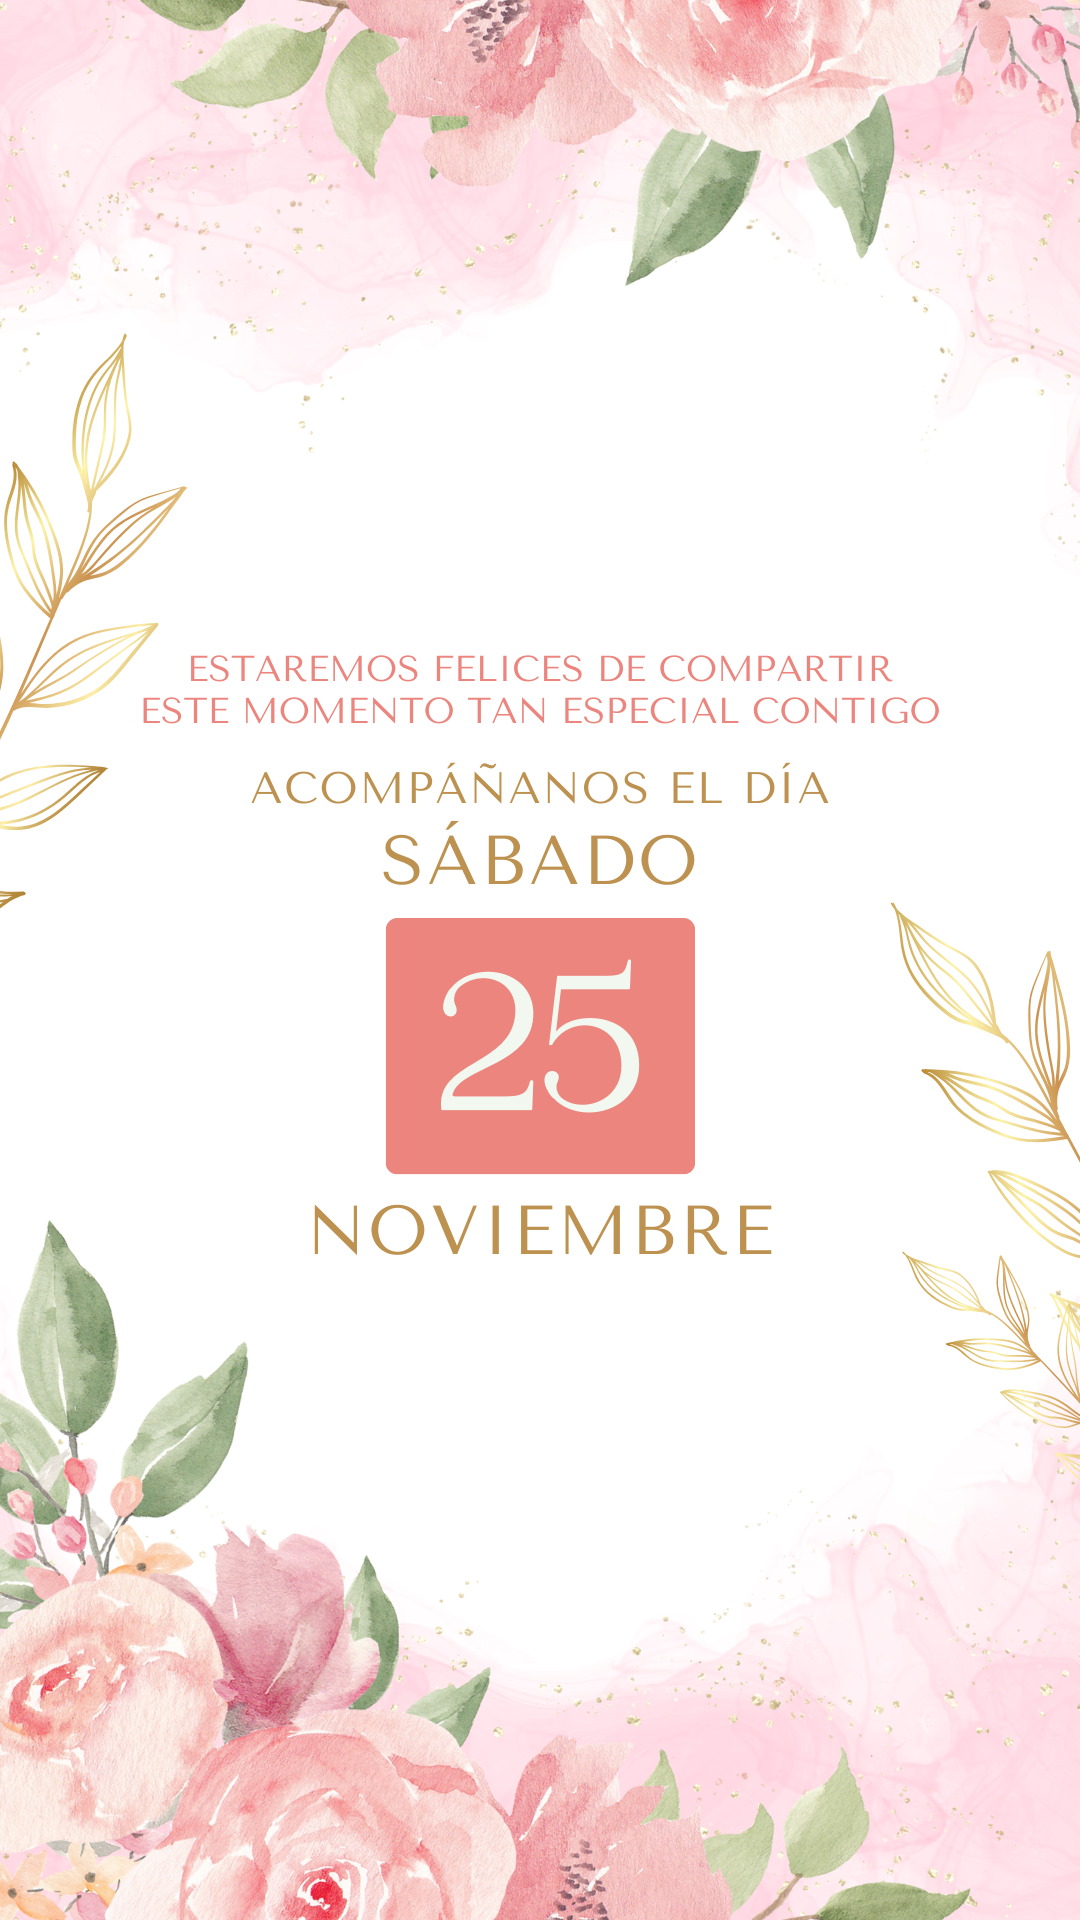 ESTAREMOS FELICES DE COMPARTIR
ESTE MOMENTO TAN ESPECIAL CONTIGO
ACOMPÁÑANOS EL DÍA
SÁBADO
25
NOVIEMBRE